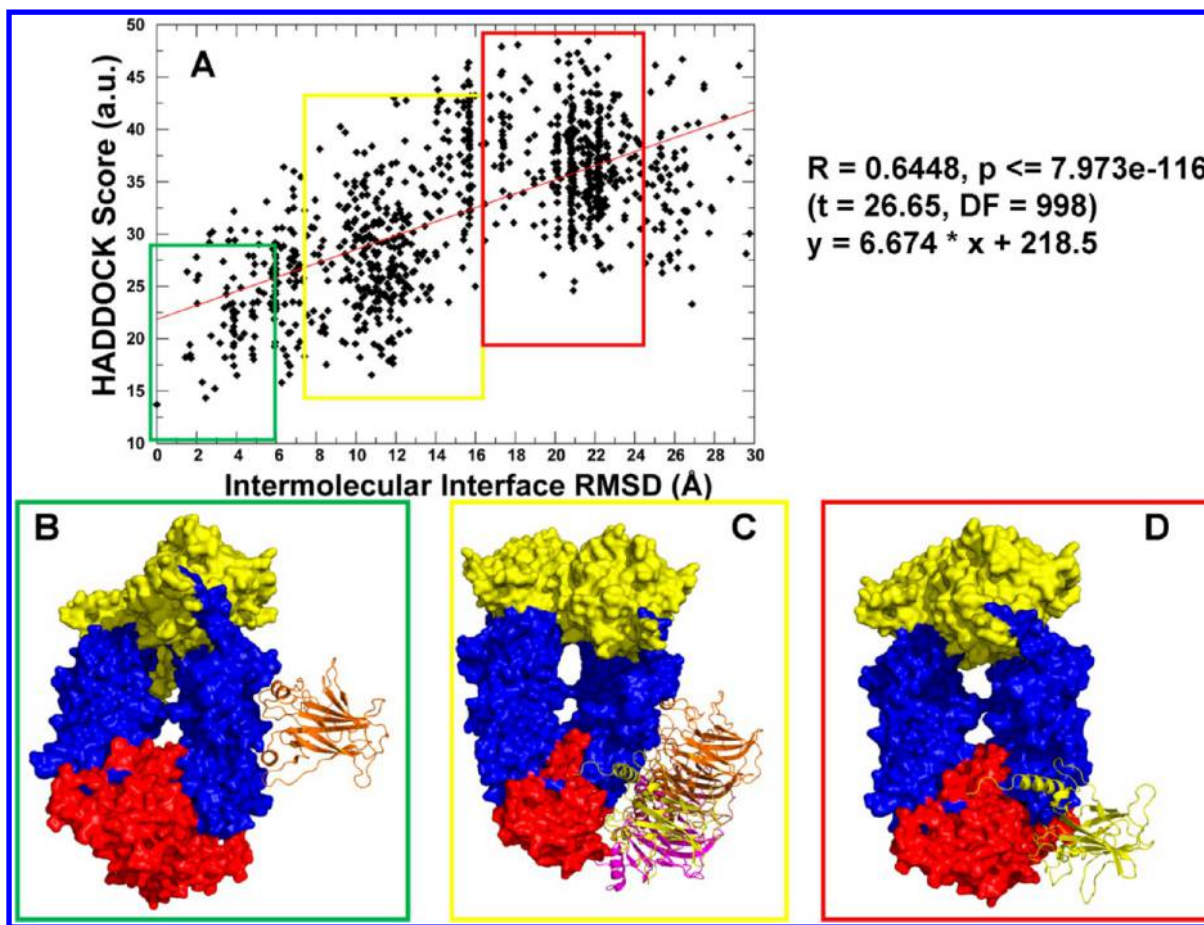 A
HADDOCK Score (a.u.)
50
45
40
35
30
25
20
15
10
0 2 4 6 8 10 12 14 16 18 20 22 24 26 28 30
Intermolecular Interface RMSD (Å)
R = 0.6448, p <= 7.973e-116
(t = 26.65, DF = 998)
y = 6.674 * x + 218.5
B
C
D